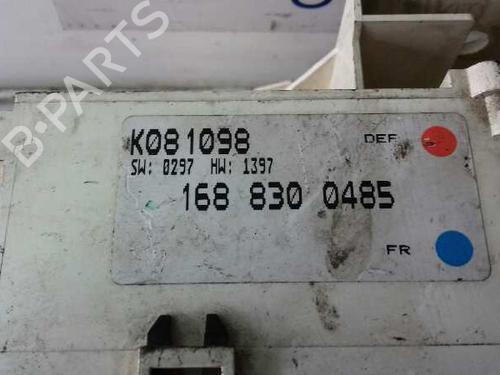 B-PARTS
K081098
DEF
SW: 0297 HW: 1397
168 830 0485
FR